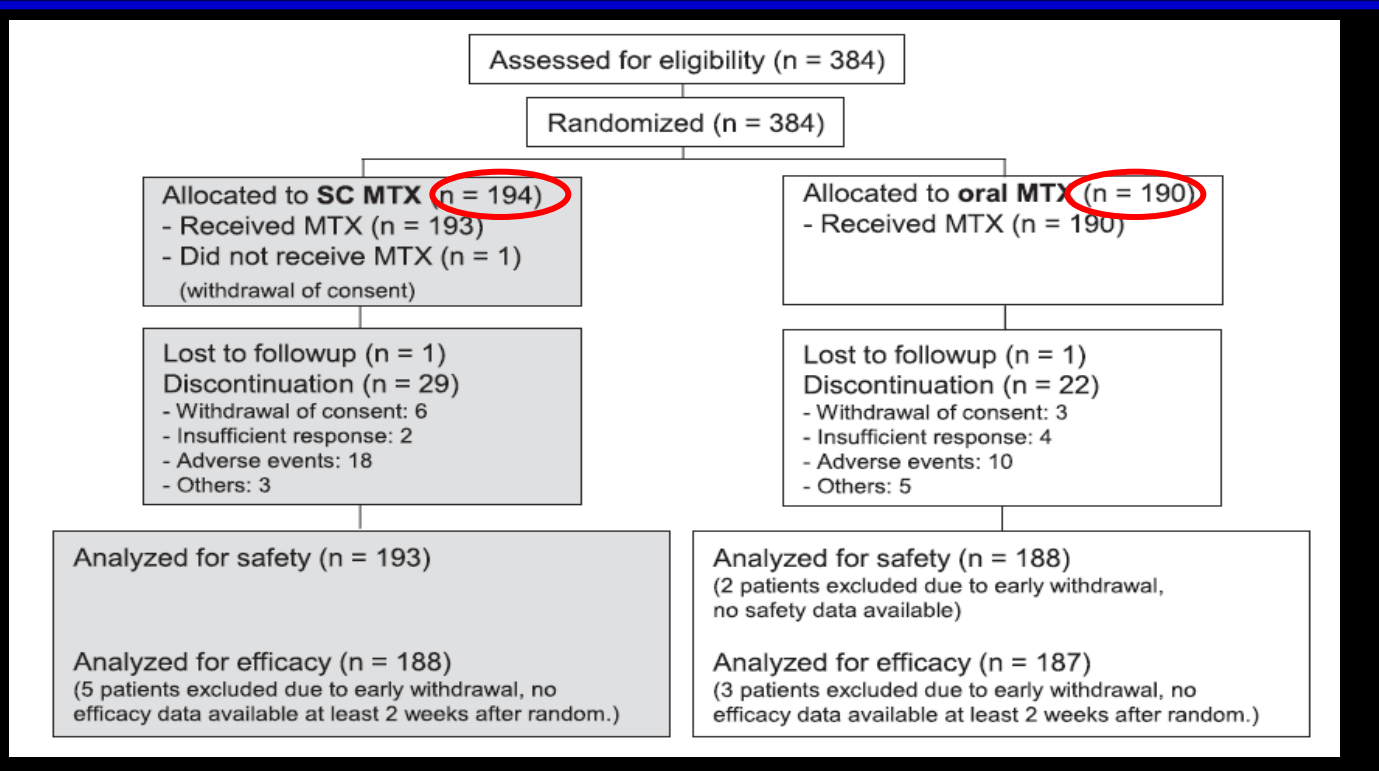 Assessed for eligibility (n = 384)
Randomized (n = 384)
Allocated to SC MTX (n = 194)
- Received MTX (n = 193)
- Did not receive MTX (n = 1)
(withdrawal of consent)
Allocated to oral MTX (n = 190)
- Received MTX (n = 190)
Lost to followup (n = 1)
Discontinuation (n = 29)
- Withdrawal of consent: 6
- Insufficient response: 2
- Adverse events: 18
- Others: 3
Lost to followup (n = 1)
Discontinuation (n = 22)
- Withdrawal of consent: 3
- Insufficient response: 4
- Adverse events: 10
- Others: 5
Analyzed for safety (n = 193)
Analyzed for efficacy (n = 188)
(5 patients excluded due to early withdrawal, no
efficacy data available at least 2 weeks after random.)
Analyzed for safety (n = 188)
(2 patients excluded due to early withdrawal,
no safety data available)
Analyzed for efficacy (n = 187)
(3 patients excluded due to early withdrawal, no
efficacy data available at least 2 weeks after random.)